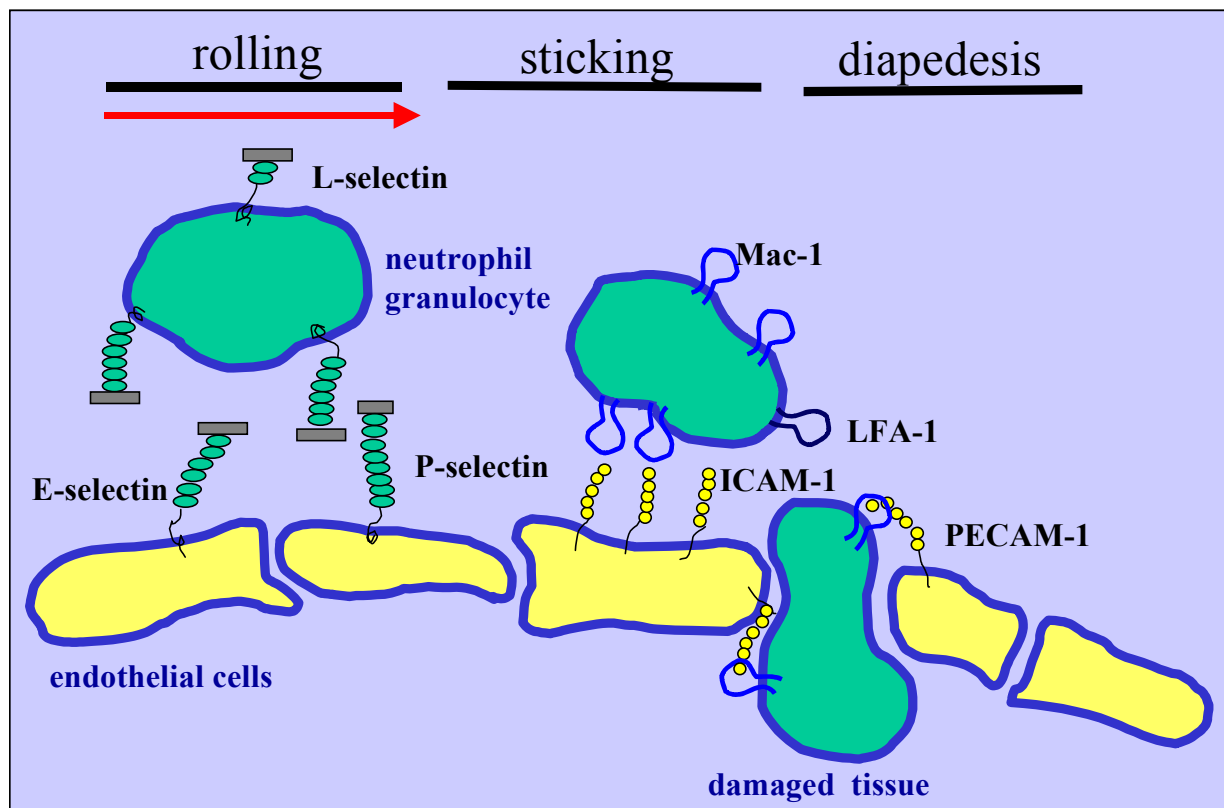 rolling
sticking
diapedesis
L-selectin
neutrophil
granulocyte
Mac-1
LFA-1
E-selectin
P-selectin
ICAM-1
PECAM-1
endothelial cells
damaged tissue